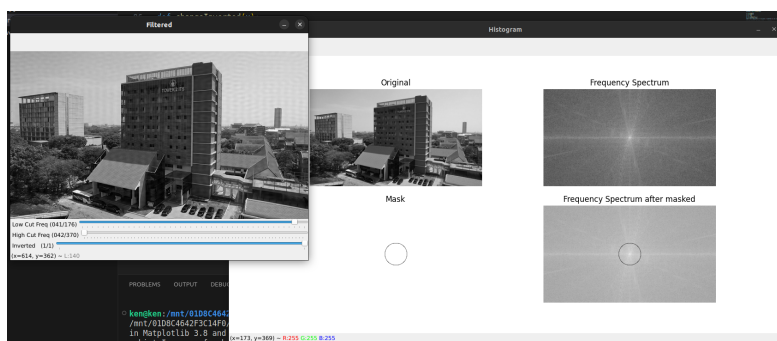 Filtered
Low Cut Freq (041/176)
High Cut Freq (042/370)
Inverted (1/1)
(x=614, y=362) ~ L:140
PROBLEMS OUTPUT DEBU
ken@ken:/mnt/01D8C4642
/mnt/01D8C4642F3C14F0/
in Matplotlib 3.8 and
Histogram
Original
Frequency Spectrum
Mask
Frequency Spectrum after masked
(x=173, y=369) ~ R:255 G:255 B:255